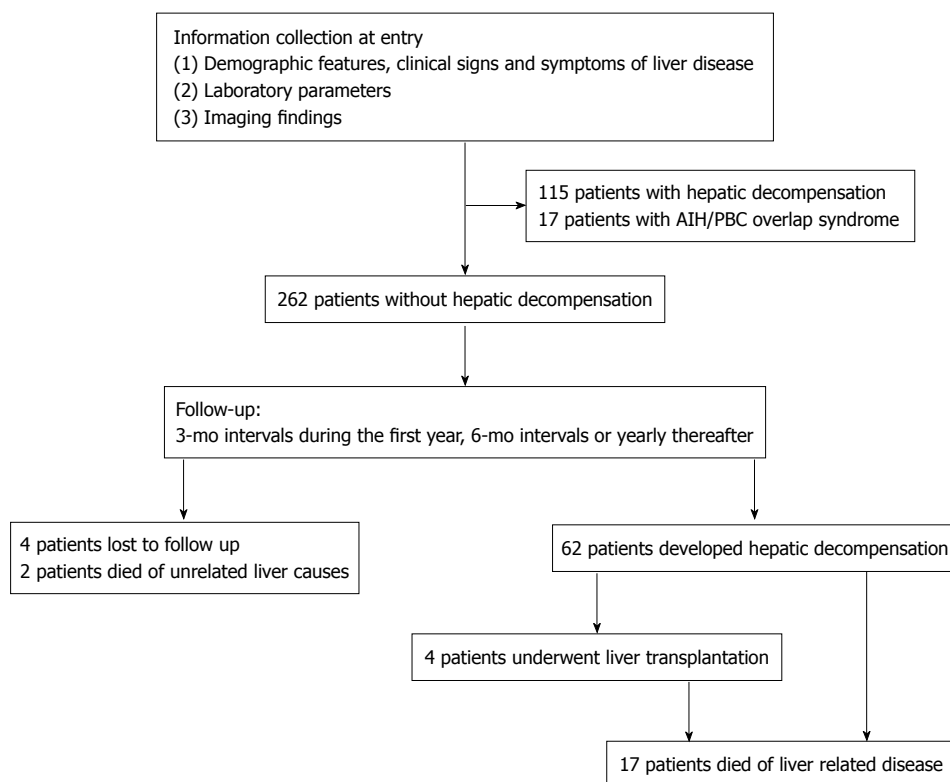 Information collection at entry
(1) Demographic features, clinical signs and symptoms of liver disease
(2) Laboratory parameters
(3) Imaging findings
115 patients with hepatic decompensation
17 patients with AIH/PBC overlap syndrome
262 patients without hepatic decompensation
Follow-up:
3-mo intervals during the first year, 6-mo intervals or yearly thereafter
4 patients lost to follow up
2 patients died of unrelated liver causes
62 patients developed hepatic decompensation
4 patients underwent liver transplantation
17 patients died of liver related disease